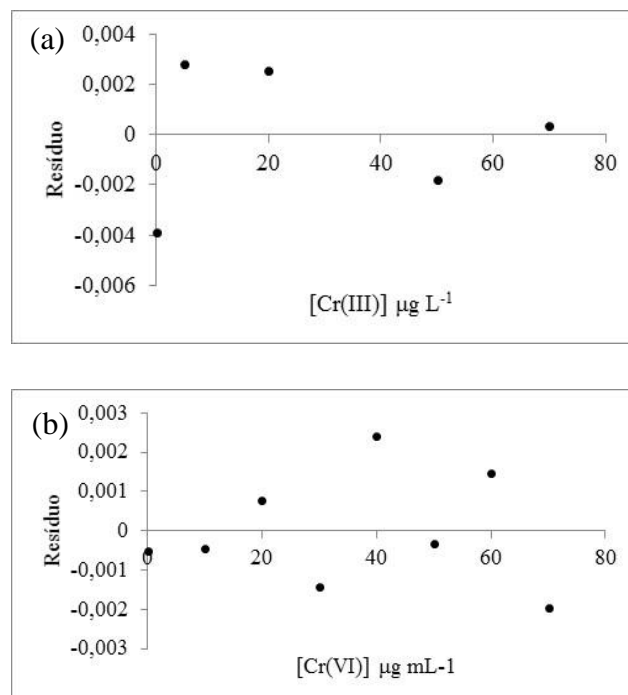 (a)
0,004
0,002
0
-0,002
-0,004
-0,006
Resíduo
0 20 40 60 80
[Cr(III)] µg L⁻¹
(b)
0,003
0,002
0,001
0
-0,001
-0,002
-0,003
Resíduo
0 20 40 60 80
[Cr(VI)] µg mL-1